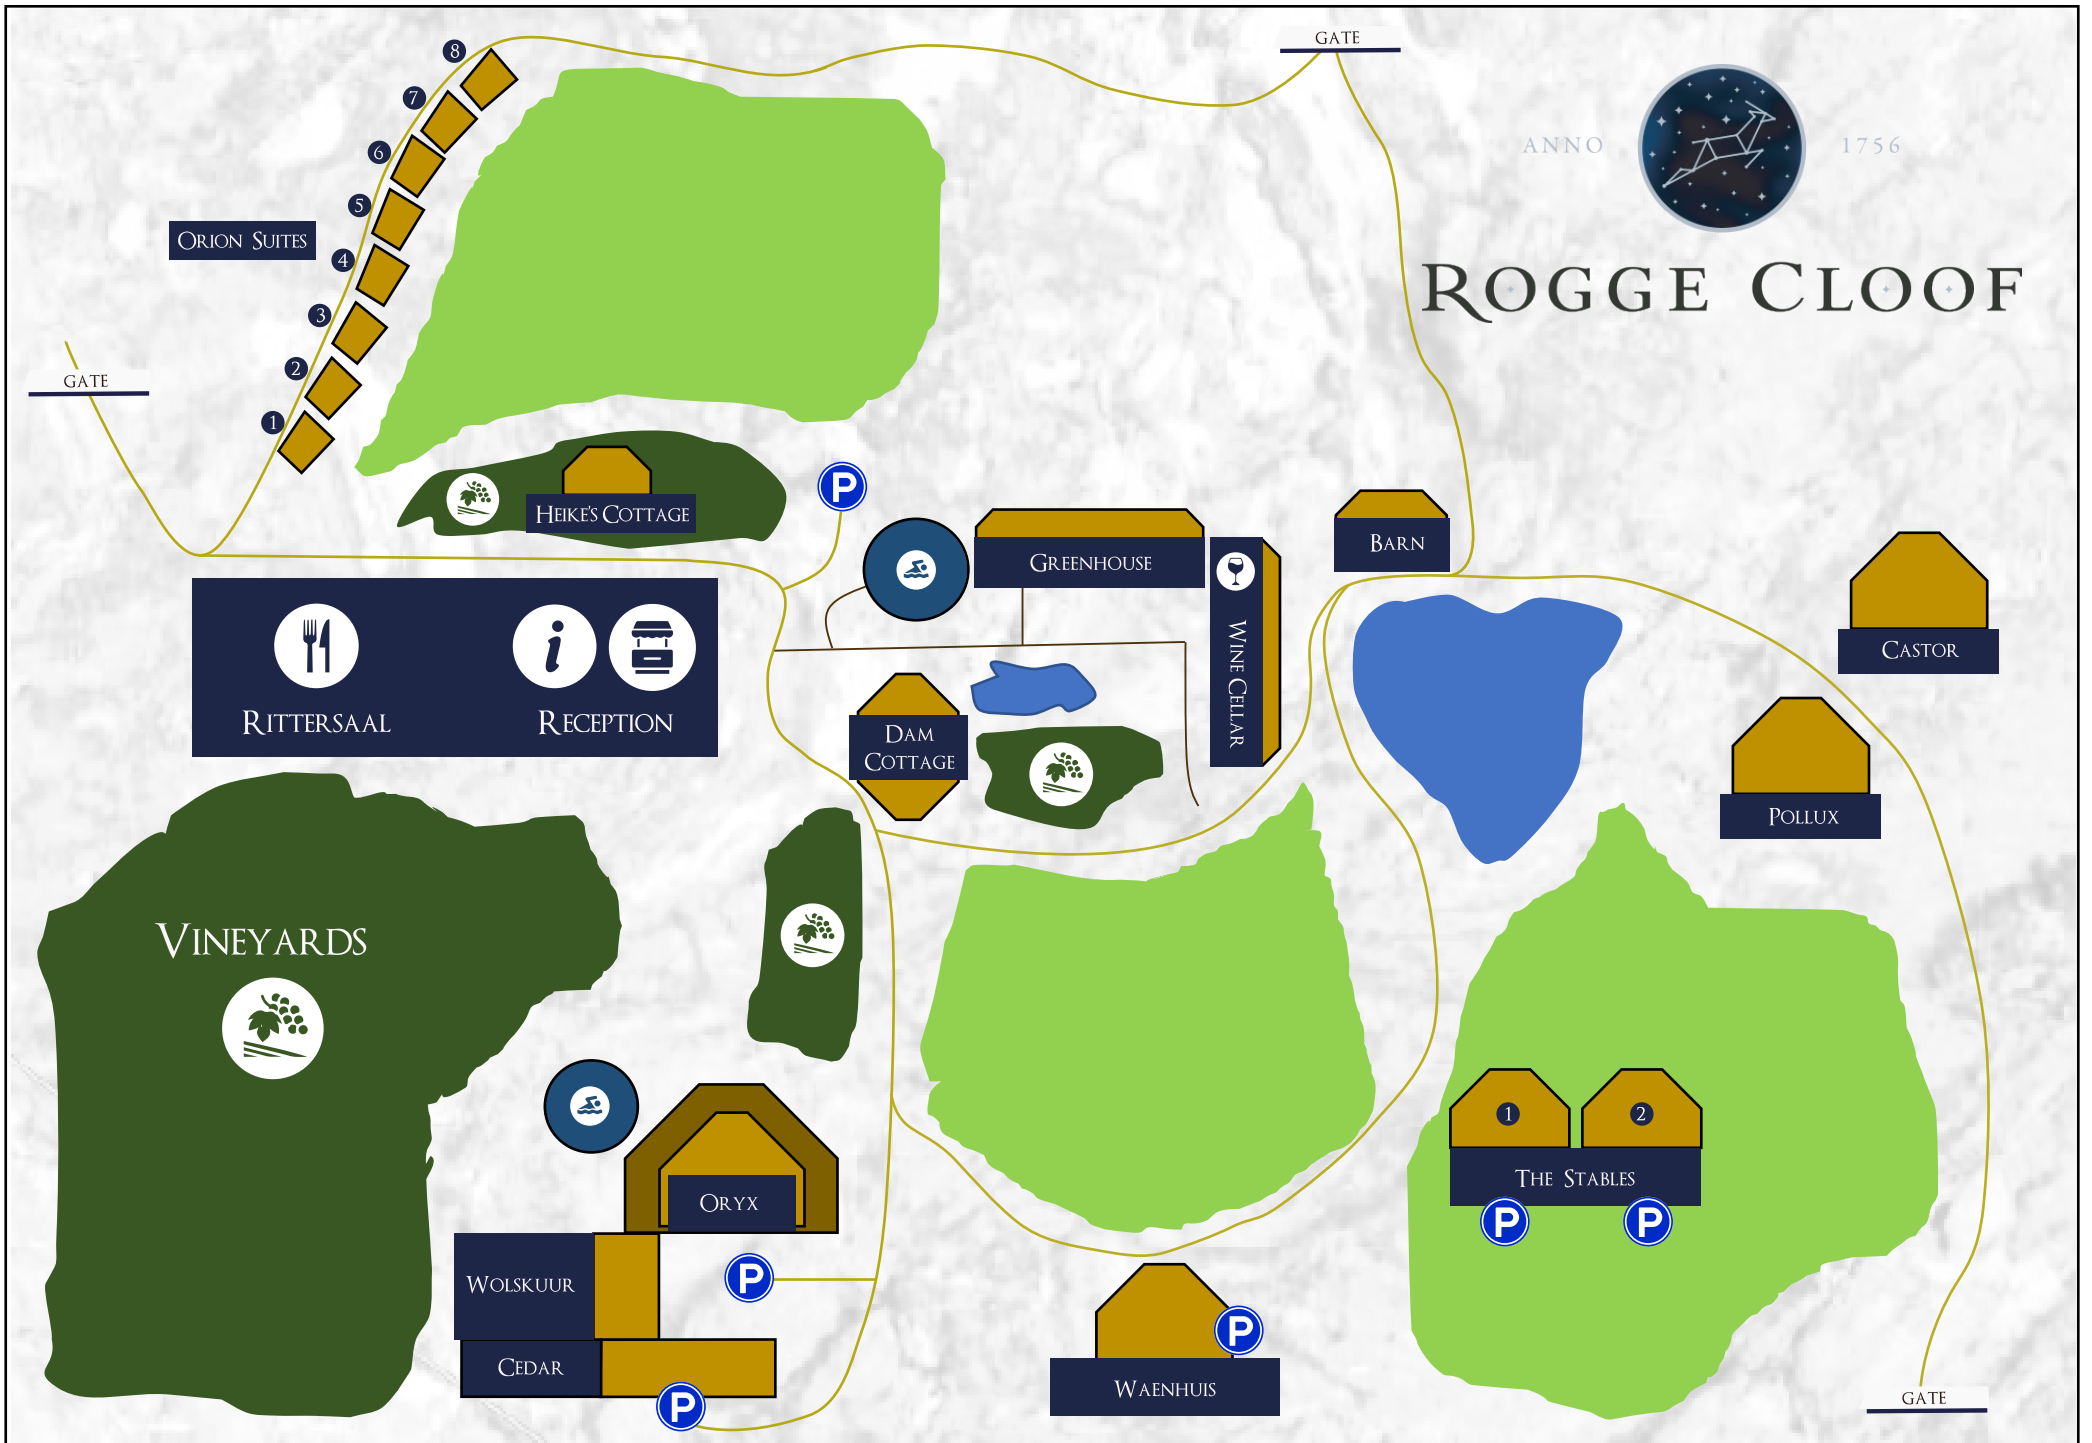 GATE
8
7
6
5
4
3
2
1
ORION SUITES
ANNO
1756
ROGGE CLOOF
GATE
HEIKE'S COTTAGE
P
GREENHOUSE
BARN
WINE CELLAR
CASTOR
RITTERSAAL
i
RECEPTION
DAM
COTTAGE
POLLUX
VINEYARDS
1
2
THE STABLES
P
P
ORYX
WOLSKUUR
P
P
CEDAR
WAENHUIS
P
GATE